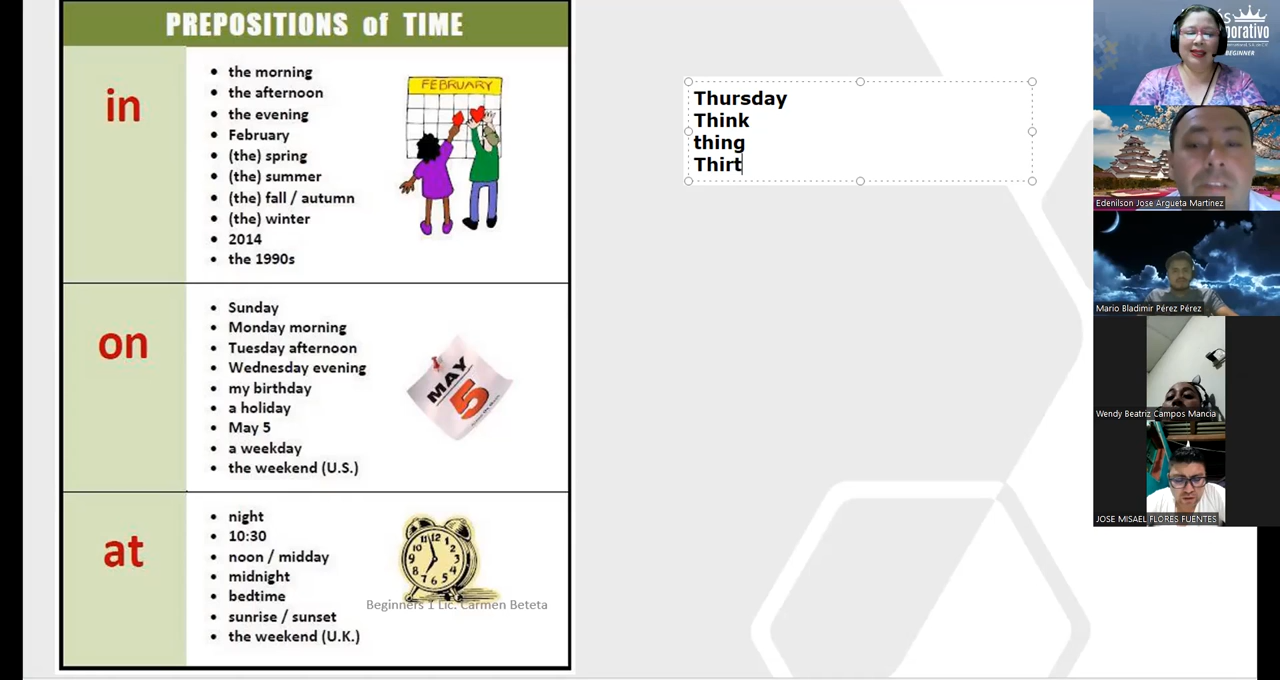 PREPOSITIONS of TIME
in
the morning
the afternoon
the evening
February
(the) spring
(the) summer
(the) fall / autumn
(the) winter
2014
the 1990s
FEBRUARY
on
Sunday
Monday morning
Tuesday afternoon
Wednesday evening
my birthday
a holiday
May 5
a weekday
the weekend (U.S.)
MAY
5
at
night
10:30
noon / midday
midnight
bedtime
sunrise / sunset
the weekend (U.K.)
Beginners 1 Lic. Carmen Beteta
Thursday
Think
thing
Thirt
BEGINNER
Edenilson Jose Argueta Martinez
Mario Bladimir Pérez Pérez
Wendy Beatriz Campos Mancia
JOSE MISAEL FLORES FUENTES